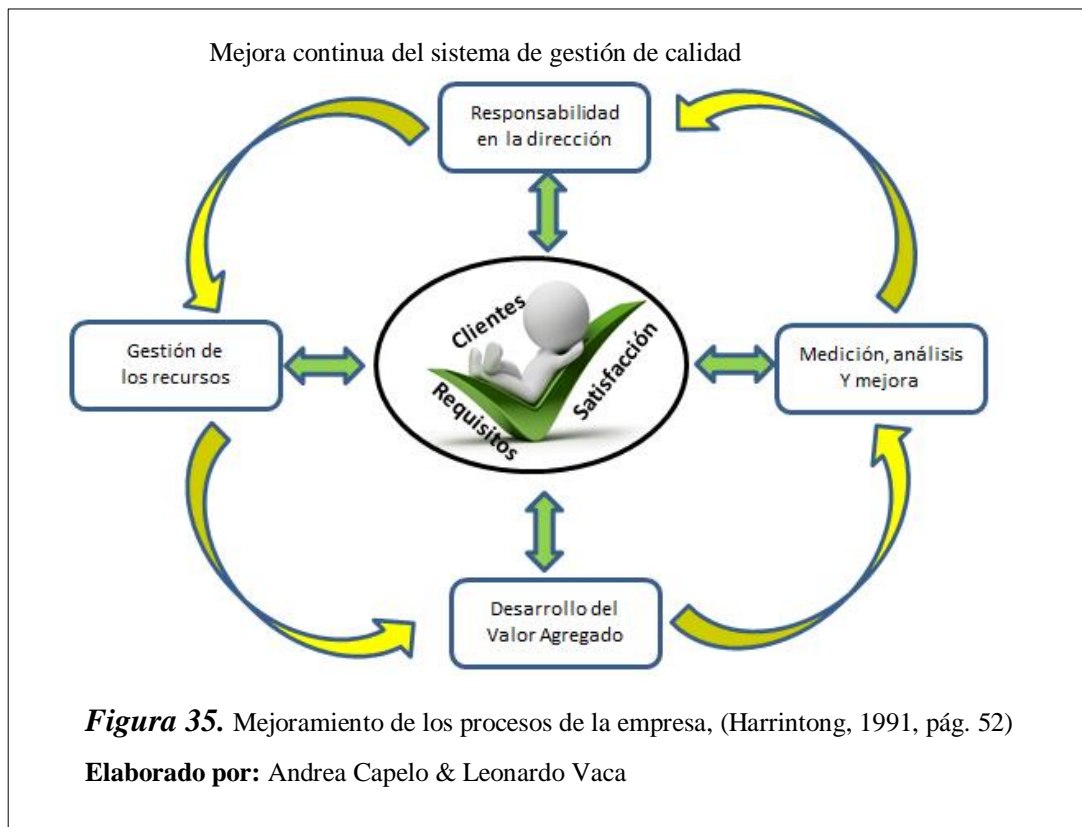 Mejora continua del sistema de gestión de calidad
Responsabilidad
en la dirección
Gestión de
los recursos
Clientes
Requisitos
Satisfacción
Medición, análisis
Y mejora
Desarrollo del
Valor Agregado
Figura 35. Mejoramiento de los procesos de la empresa, (Harrintong, 1991, pág. 52)
Elaborado por: Andrea Capelo & Leonardo Vaca